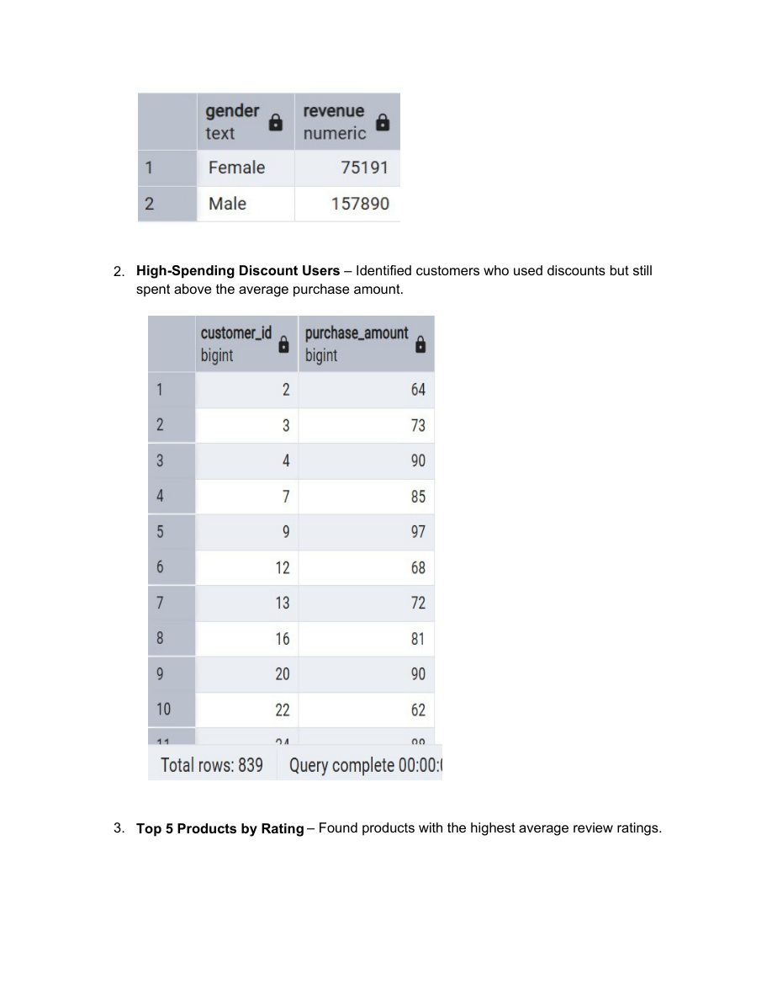 gender revenue
text numeric
1 Female 75191
2 Male 157890
2. High-Spending Discount Users – Identified customers who used discounts but still
spent above the average purchase amount.
customer_id purchase_amount
bigint bigint
1 2 64
2 3 73
3 4 90
4 7 85
5 9 97
6 12 68
7 13 72
8 16 81
9 20 90
10 22 62
11 24
Total rows: 839 Query complete 00:00:
3. Top 5 Products by Rating – Found products with the highest average review ratings.